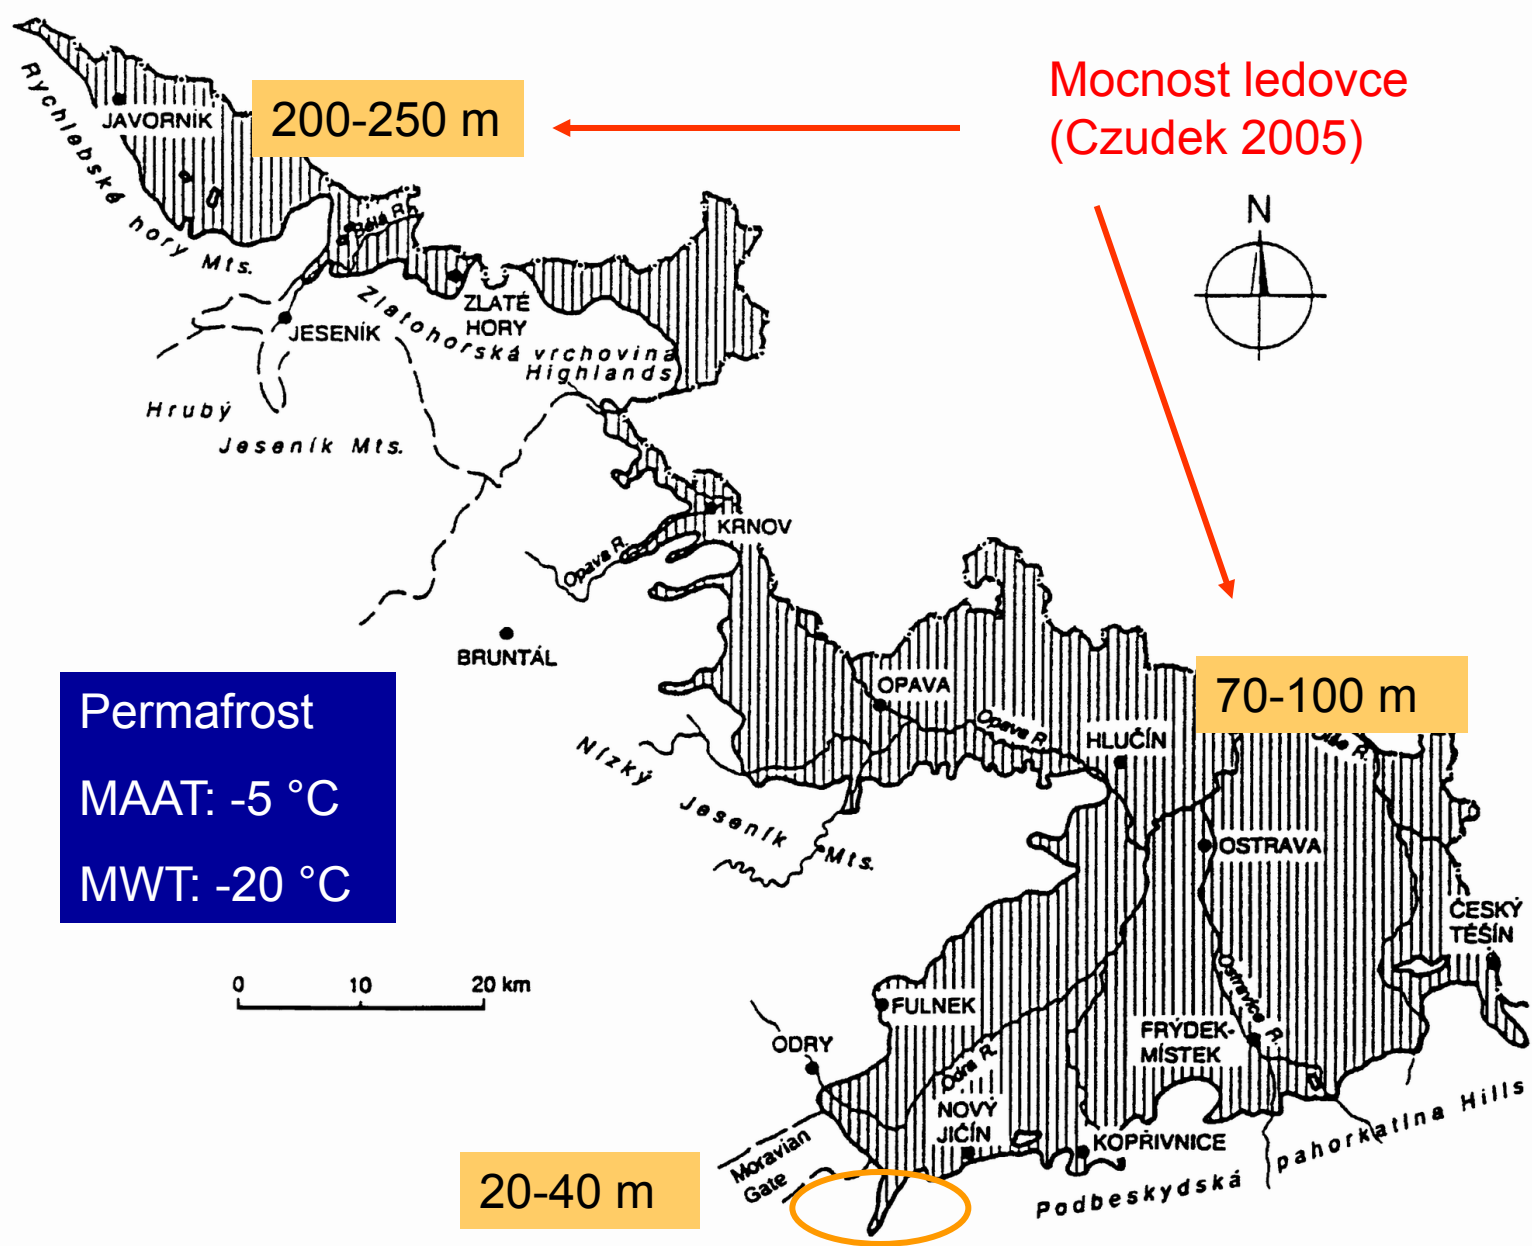 Mocnost ledovce
(Czudek 2005)
200-250 m
JAVORNÍK
Rychlebské hory Mts.
N
Bělá R.
ZLATÉ
HORY
JESENÍK
Zlatohorská vrchovina
Highlands
Hrubý
Jeseník Mts.
KRNOV
Opava R.
BRUNTÁL
Permafrost
MAAT: -5 °C
MWT: -20 °C
OPAVA
70-100 m
Opava R.
HLUČÍN
Olše R.
Nízký
Jeseník
Mts.
OSTRAVA
ČESKÝ
TĚŠÍN
0 10 20 km
FULNEK
Ostravice R.
ODRY
Odra R.
FRÝDEK-
MÍSTEK
NOVÝ
JIČÍN
KOPŘIVNICE
Moravian
Gate
20-40 m
Podbeskydská pahorkatina Hills